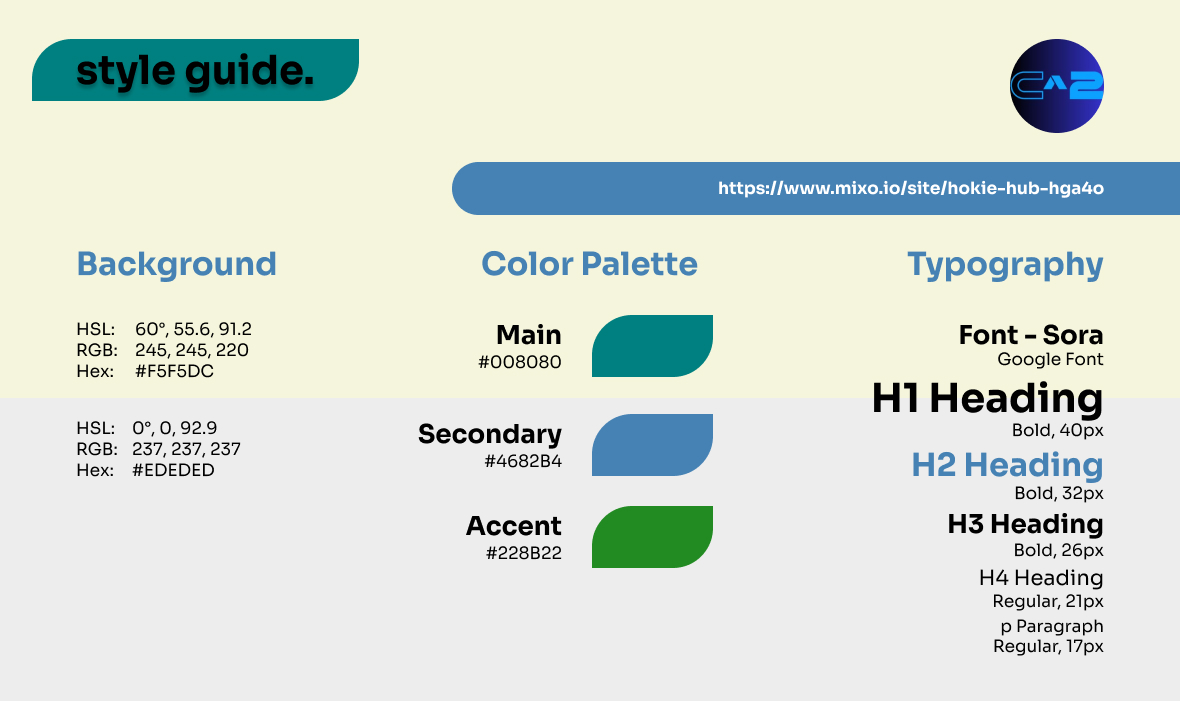 style guide.
C^2
https://www.mixo.io/site/hokie-hub-hga4o
Background
HSL: 60°, 55.6, 91.2
RGB: 245, 245, 220
Hex: #F5F5DC
HSL: 0°, 0, 92.9
RGB: 237, 237, 237
Hex: #EDEDED
Color Palette
Main
#008080
Secondary
#4682B4
Accent
#228B22
Typography
Font - Sora
Google Font
H1 Heading
Bold, 40px
H2 Heading
Bold, 32px
H3 Heading
Bold, 26px
H4 Heading
Regular, 21px
p Paragraph
Regular, 17px